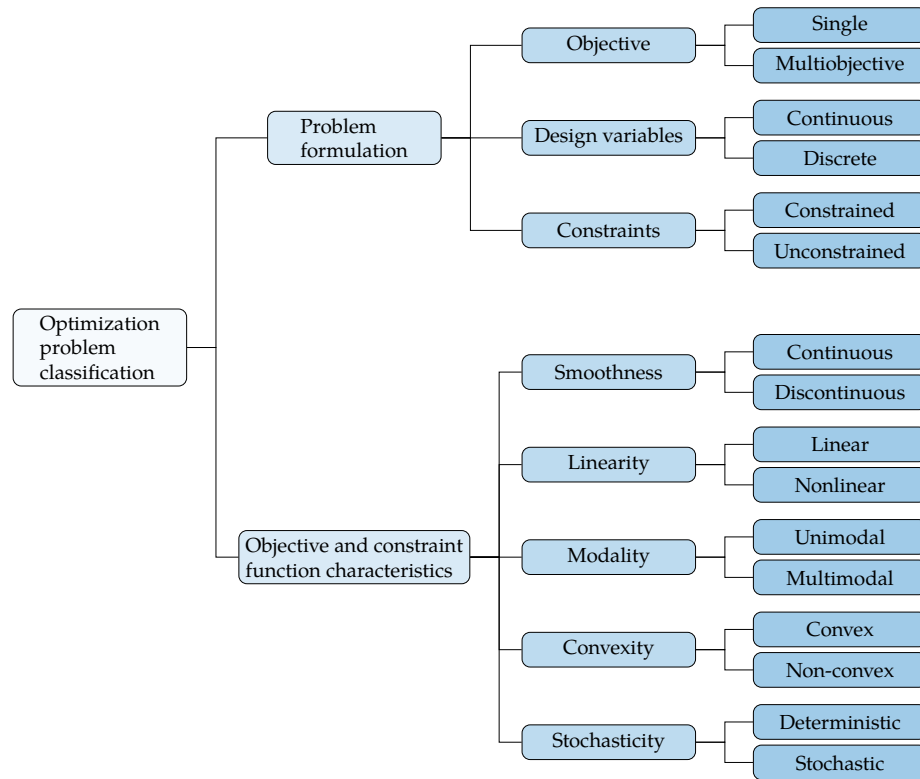 Optimization
problem
classification
Problem
formulation
Objective
Single
Multiobjective
Design variables
Continuous
Discrete
Constraints
Constrained
Unconstrained
Objective and constraint
function characteristics
Smoothness
Continuous
Discontinuous
Linearity
Linear
Nonlinear
Modality
Unimodal
Multimodal
Convexity
Convex
Non-convex
Stochasticity
Deterministic
Stochastic